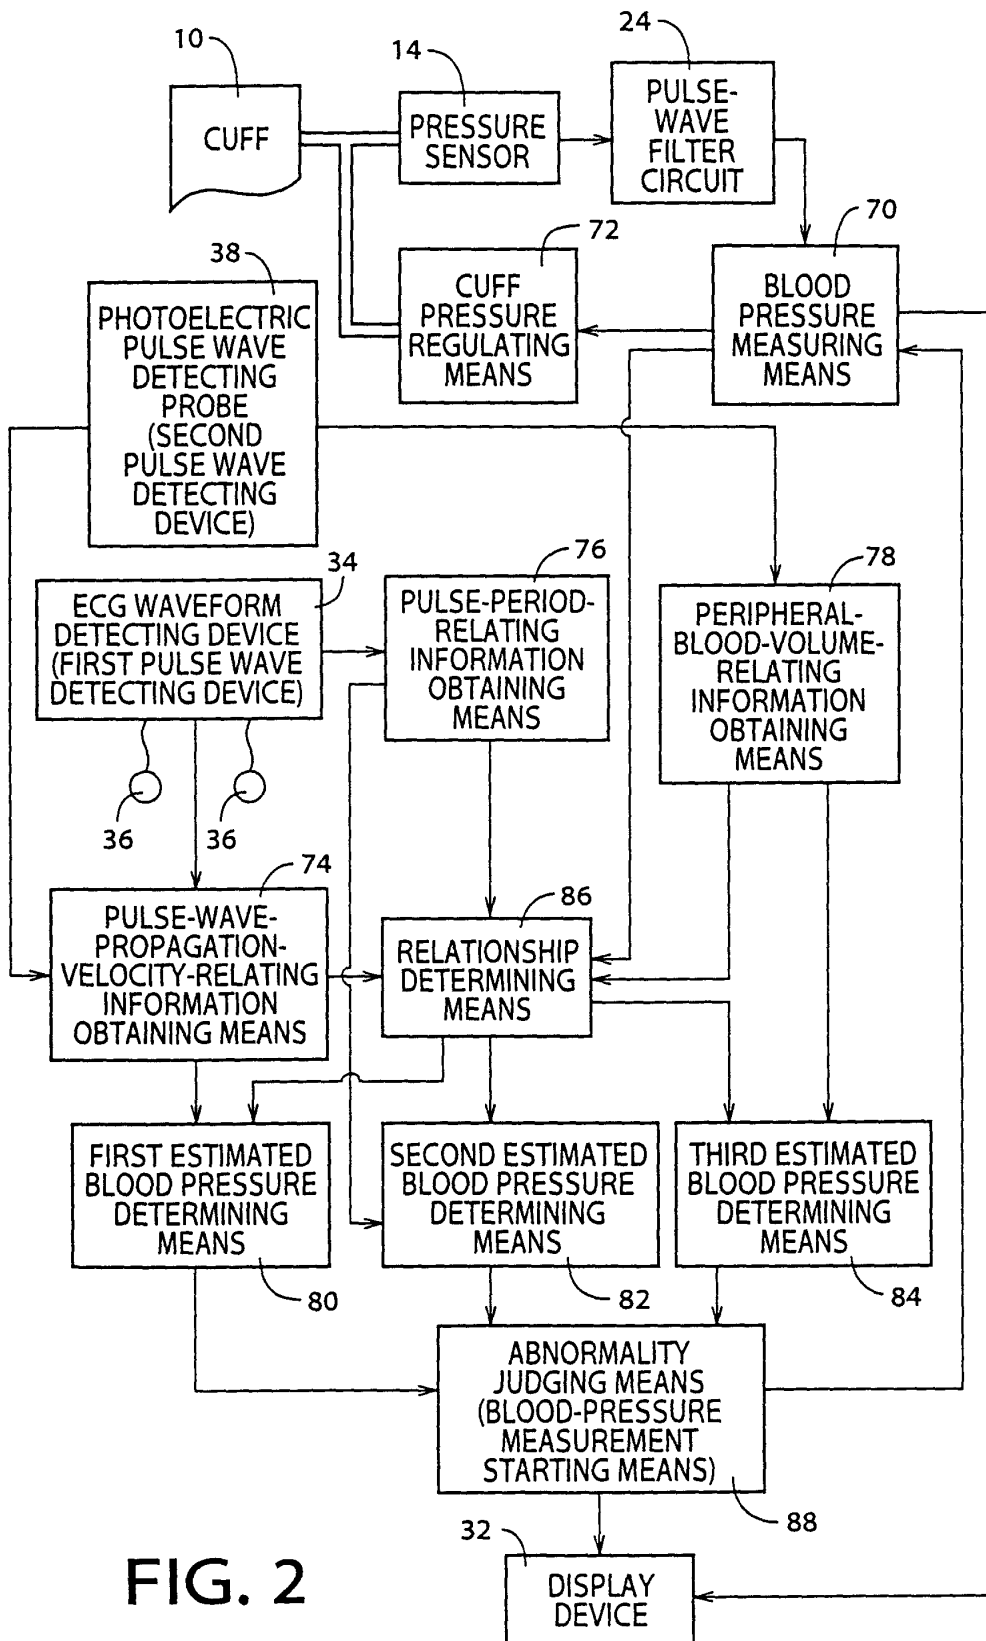 10
CUFF
14
PRESSURE
SENSOR
24
PULSE-
WAVE
FILTER
CIRCUIT
38
PHOTOELECTRIC
PULSE WAVE
DETECTING
PROBE
(SECOND
PULSE WAVE
DETECTING
DEVICE)
72
CUFF
PRESSURE
REGULATING
MEANS
70
BLOOD
PRESSURE
MEASURING
MEANS
34
ECG WAVEFORM
DETECTING DEVICE
(FIRST PULSE WAVE
DETECTING DEVICE)
36
36
76
PULSE-PERIOD-
RELATING
INFORMATION
OBTAINING
MEANS
78
PERIPHERAL-
BLOOD-VOLUME-
RELATING
INFORMATION
OBTAINING
MEANS
74
PULSE-WAVE-
PROPAGATION-
VELOCITY-RELATING
INFORMATION
OBTAINING MEANS
86
RELATIONSHIP
DETERMINING
MEANS
FIRST ESTIMATED
BLOOD PRESSURE
DETERMINING
MEANS
80
SECOND ESTIMATED
BLOOD PRESSURE
DETERMINING
MEANS
82
THIRD ESTIMATED
BLOOD PRESSURE
DETERMINING
MEANS
84
ABNORMALITY
JUDGING MEANS
(BLOOD-PRESSURE
MEASUREMENT
STARTING MEANS)
88
32
DISPLAY
DEVICE
FIG. 2